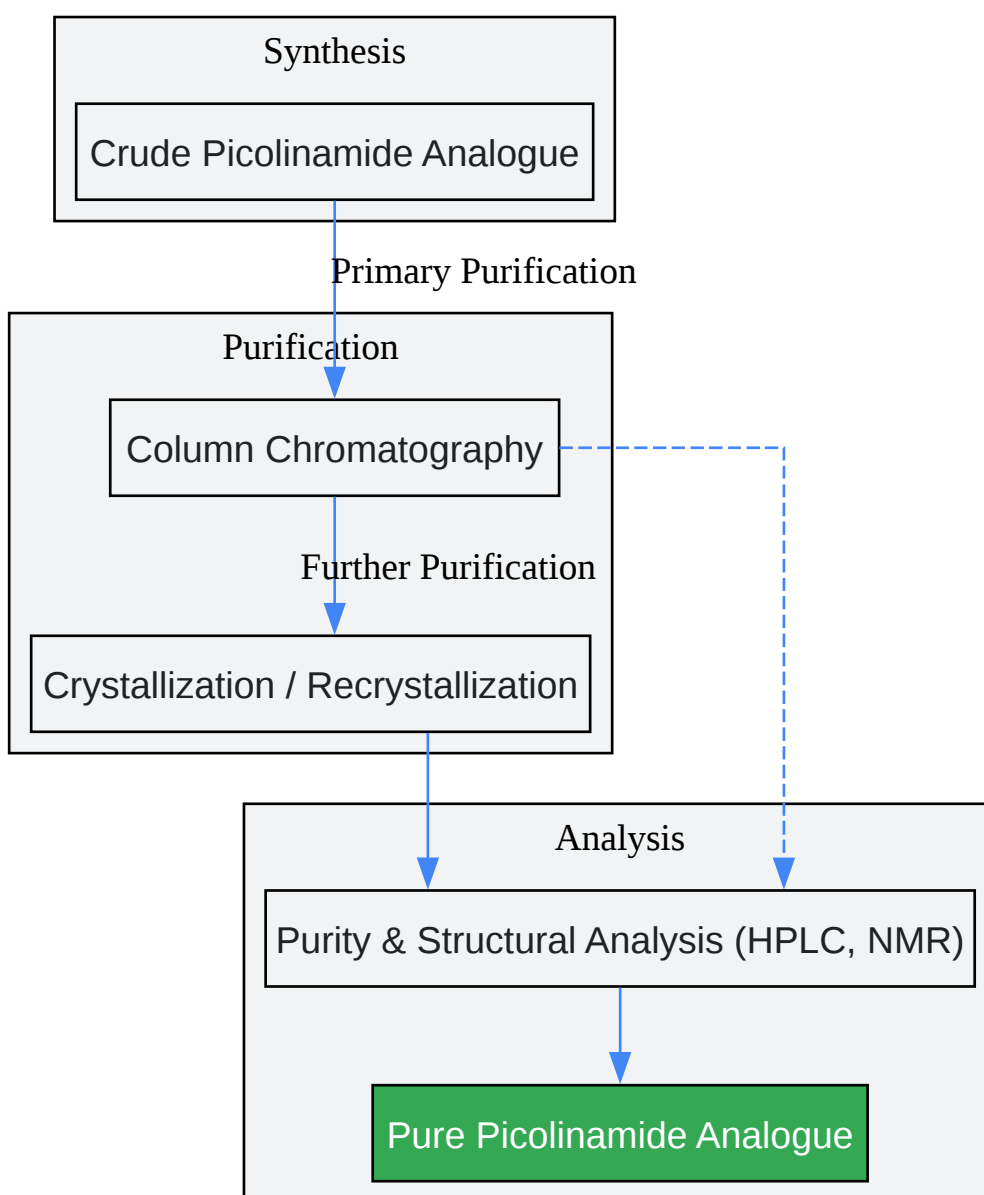 Synthesis
Crude Picolinamide Analogue
Primary Purification
Purification
Column Chromatography
Further Purification
Crystallization / Recrystallization
Analysis
Purity & Structural Analysis (HPLC, NMR)
Pure Picolinamide Analogue